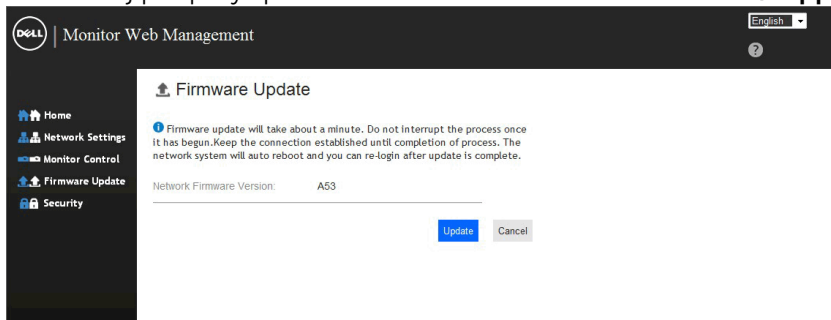 DELL | Monitor Web Management
English
?
Firmware Update
Home
Network Settings
Monitor Control
Firmware Update
Security
Firmware update will take about a minute. Do not interrupt the process once
it has begun.Keep the connection established until completion of process. The
network system will auto reboot and you can re-login after update is complete.
Network Firmware Version: A53
Update Cancel